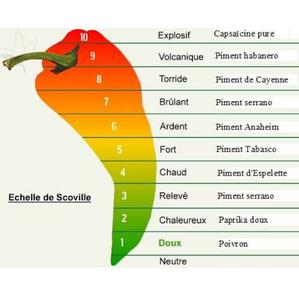 10 Explosif Capsaïcine pure
9 Volcanique Piment habanero
8 Torride Piment de Cayenne
7 Brûlant Piment serrano
6 Ardent Piment Anaheim
5 Fort Piment Tabasco
4 Chaud Piment d'Espelette
Echelle de Scoville 3 Relevé Piment serrano
2 Chaleureux Paprika doux
1 Doux Poivron
Neutre